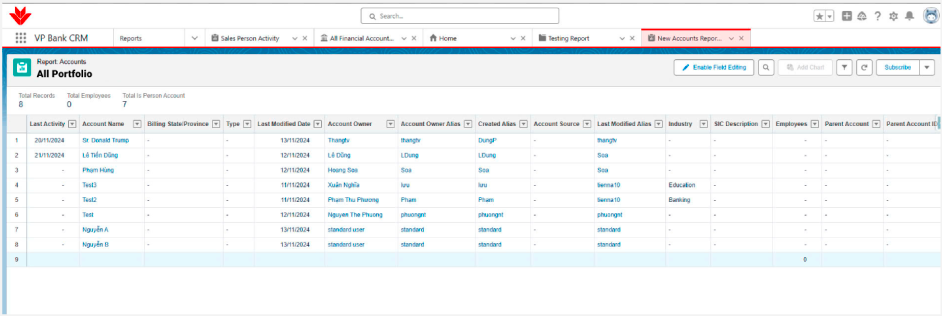 Search...
VP Bank CRM Reports Sales Person Activity All Financial Account... Home Testing Report New Accounts Repor...
Report: Accounts
All Portfolio
Enable Field Editing Add Chart Subscribe
Total Records Total Employees Total Is Person Account
8 0 7
Last Activity Account Name Billing State/Province Type Last Modified Date Account Owner Account Owner Alias Created Alias Account Source Last Modified Alias Industry SIC Description Employees Parent Account Parent Account ID
1 20/11/2024 Sr. Donald Trump - - 13/11/2024 Thangtv thangtv DungP - thangtv - - - - -
2 21/11/2024 Lê Tiến Dũng - - 12/11/2024 Lê Dũng LDung LDung - Soa - - - - -
3 - Pham Hùng - - 12/11/2024 Hoang Soa Soa Soa - Soa - - - - -
4 - Test3 - - 11/11/2024 Xuân Nghĩa lưu lưu - tienna10 Education - - - -
5 - Test2 - - 11/11/2024 Pham Thu Phương Pham Pham - tienna10 Banking - - - -
6 - Test - - 12/11/2024 Nguyen The Phuong phuongnt phuongnt - phuongnt - - - - -
7 - Nguyễn A - - 13/11/2024 standard user standard standard - standard - - - - -
8 - Nguyễn B - - 13/11/2024 standard user standard standard - standard - - - - -
9 0